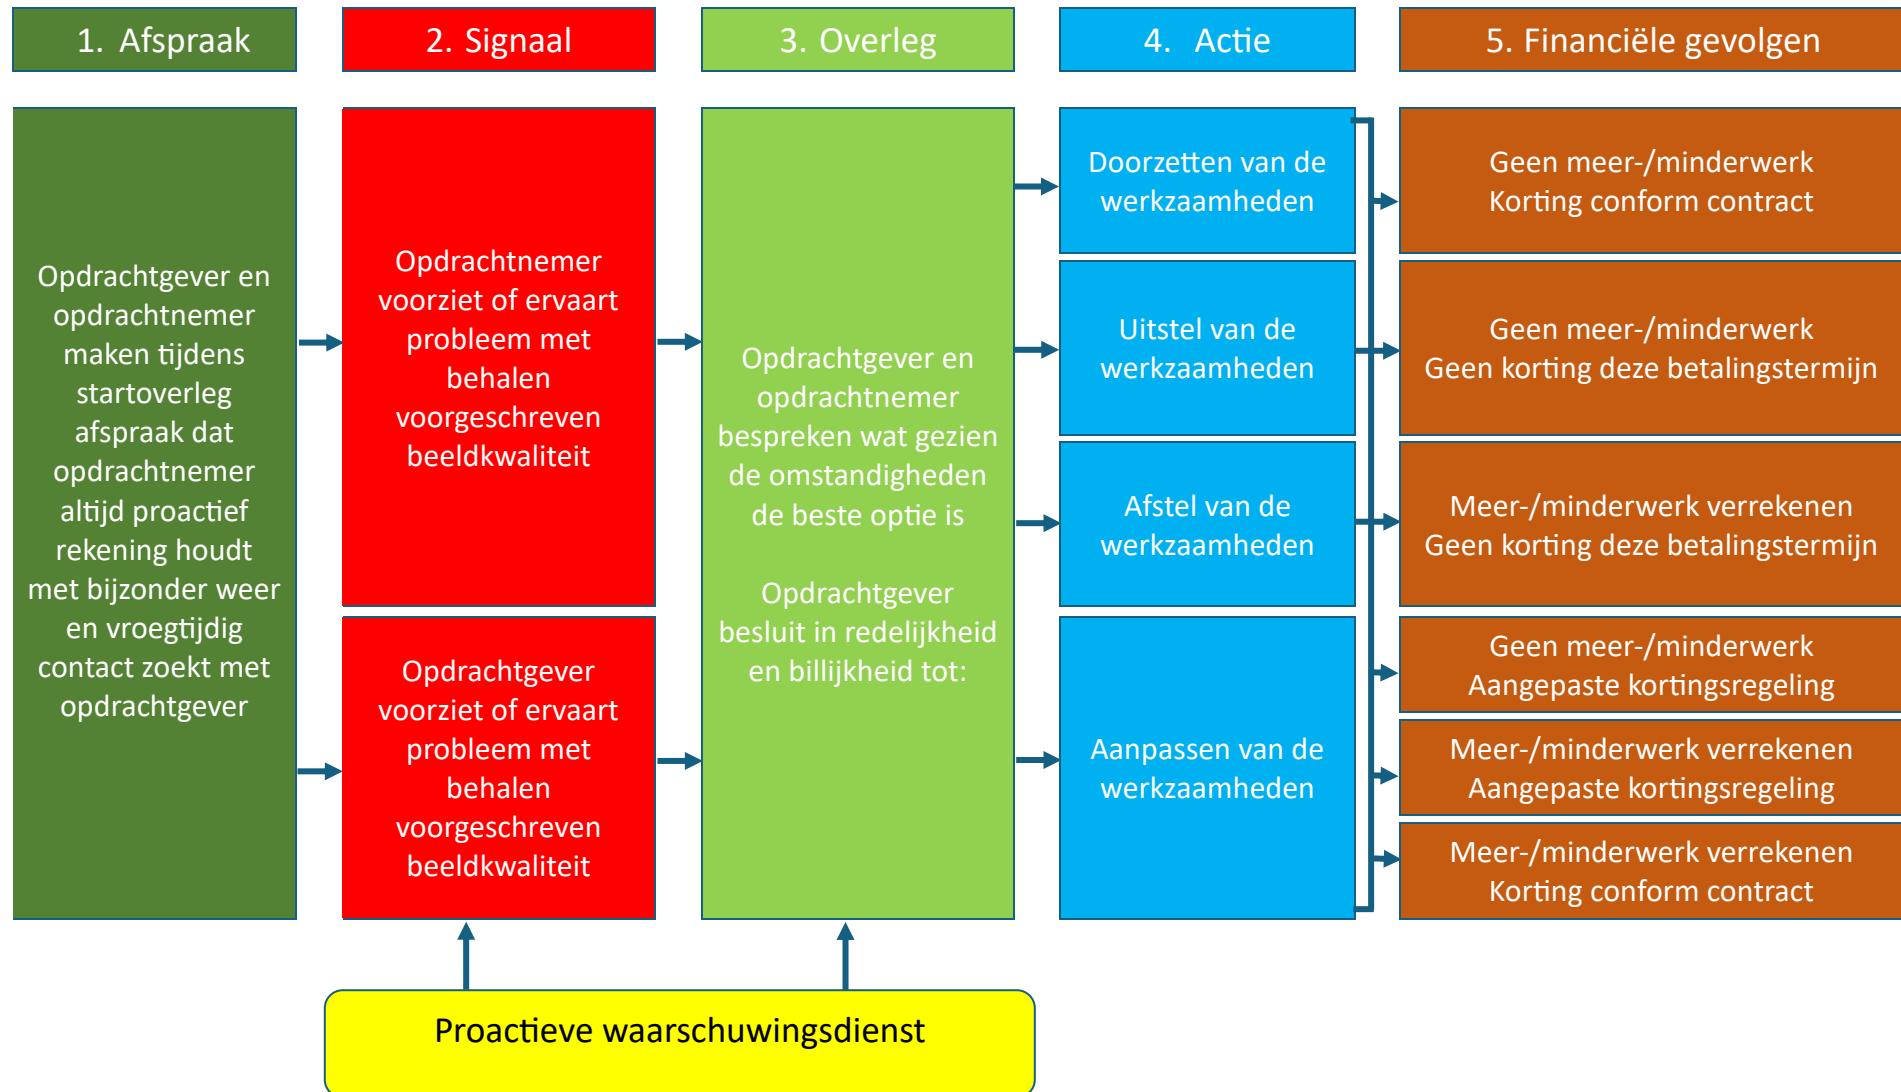 1. Afspraak
2. Signaal
3. Overleg
4. Actie
5. Financiële gevolgen
Opdrachtgever en
opdrachtnemer
maken tijdens
startoverleg
afspraak dat
opdrachtnemer
altijd proactief
rekening houdt
met bijzonder weer
en vroegtijdig
contact zoekt met
opdrachtgever
Opdrachtnemer
voorziet of ervaart
probleem met
behalen
voorgeschreven
beeldkwaliteit
Opdrachtgever
voorziet of ervaart
probleem met
behalen
voorgeschreven
beeldkwaliteit
Opdrachtgever en
opdrachtnemer
bespreken wat gezien
de omstandigheden
de beste optie is
Opdrachtgever
besluit in redelijkheid
en billijkheid tot:
Doorzetten van de
werkzaamheden
Uitstel van de
werkzaamheden
Afstel van de
werkzaamheden
Aanpassen van de
werkzaamheden
Geen meer-/minderwerk
Korting conform contract
Geen meer-/minderwerk
Geen korting deze betalingstermijn
Meer-/minderwerk verrekenen
Geen korting deze betalingstermijn
Geen meer-/minderwerk
Aangepaste kortingsregeling
Meer-/minderwerk verrekenen
Aangepaste kortingsregeling
Meer-/minderwerk verrekenen
Korting conform contract
Proactieve waarschuwingsdienst